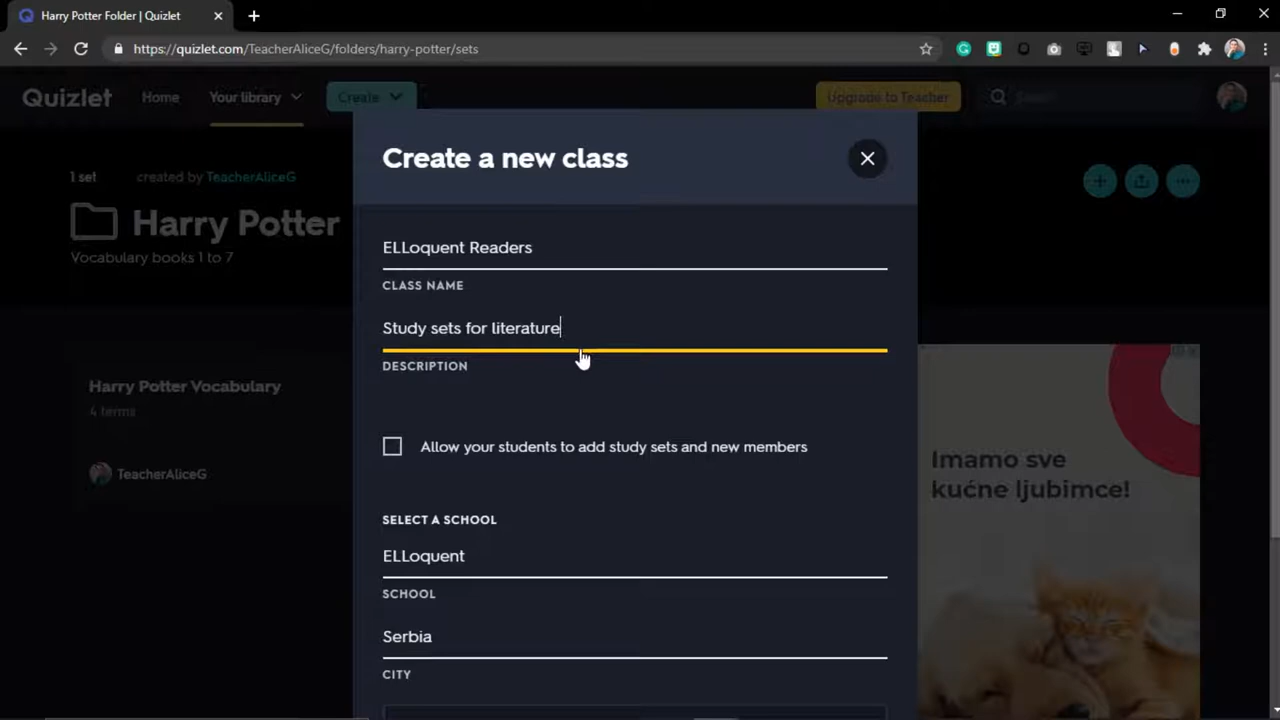 Harry Potter Folder | Quizlet
https://quizlet.com/TeacherAliceG/folders/harry-potter/sets
Quizlet Home Your library Create Upgrade to Teacher Search
Create a new class
1 set created by TeacherAliceG
Harry Potter
Vocabulary books 1 to 7
ELLoquent Readers
CLASS NAME
Study sets for literature
DESCRIPTION
Harry Potter Vocabulary
4 terms
TeacherAliceG
Allow your students to add study sets and new members
SELECT A SCHOOL
ELLoquent
SCHOOL
Serbia
CITY
Imamo sve
kućne ljubimce!